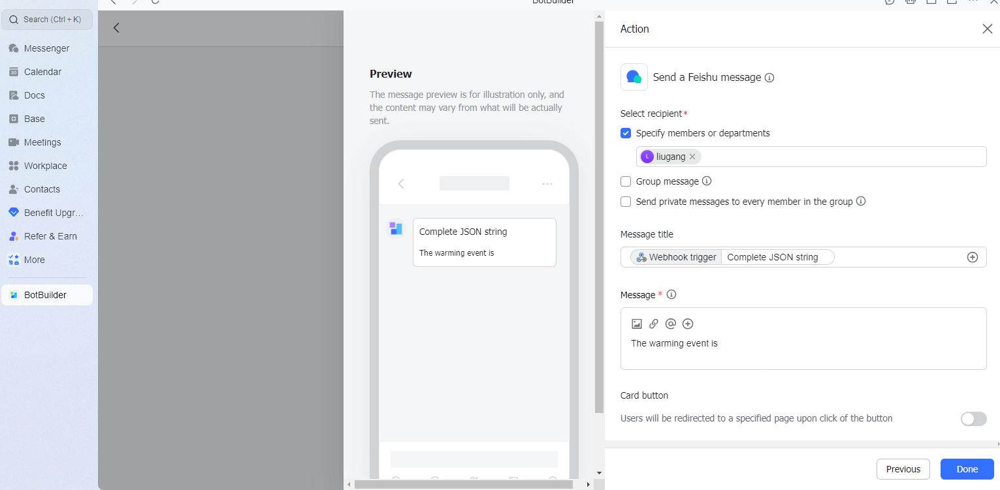 BotBuilder
Search (Ctrl + K)
Messenger
30
Calendar
Docs
Base
Meetings
Workplace
Contacts
Benefit Upgr...
Refer & Earn
More
BotBuilder
Preview
The message preview is for illustration only, and
the content may vary from what will be actually
sent.
Complete JSON string
The warming event is
Action
Send a Feishu message
Select recipient*
Specify members or departments
L liugang
Group message
Send private messages to every member in the group
Message title
Webhook trigger Complete JSON string
Message *
The warming event is
Card button
Users will be redirected to a specified page upon click of the button
Previous Done